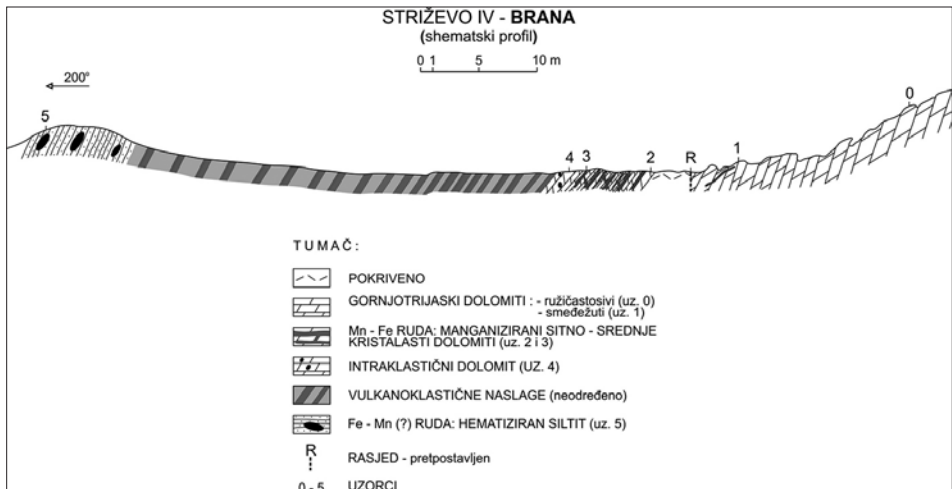 STRIŽEVO IV - BRANA
(shematski profil)
0 1 5 10 m
200°
5
4 3 2 R 1 0
TUMAČ:
POKRIVENO
GORNJOTRIJASKI DOLOMITI : - ružičastosivi (uz. 0)
- smeđežuti (uz. 1)
Mn - Fe RUDA: MANGANIZIRANI SITNO - SREDNJE
KRISTALASTI DOLOMITI (uz. 2 i 3)
INTRAKLASTIČNI DOLOMIT (UZ. 4)
VULKANOKLASTIČNE NASLAGE (neodređeno)
Fe - Mn (?) RUDA: HEMATIZIRAN SILTIT (uz. 5)
R
RASJED - pretpostavljen
0 - 5 UZORCI